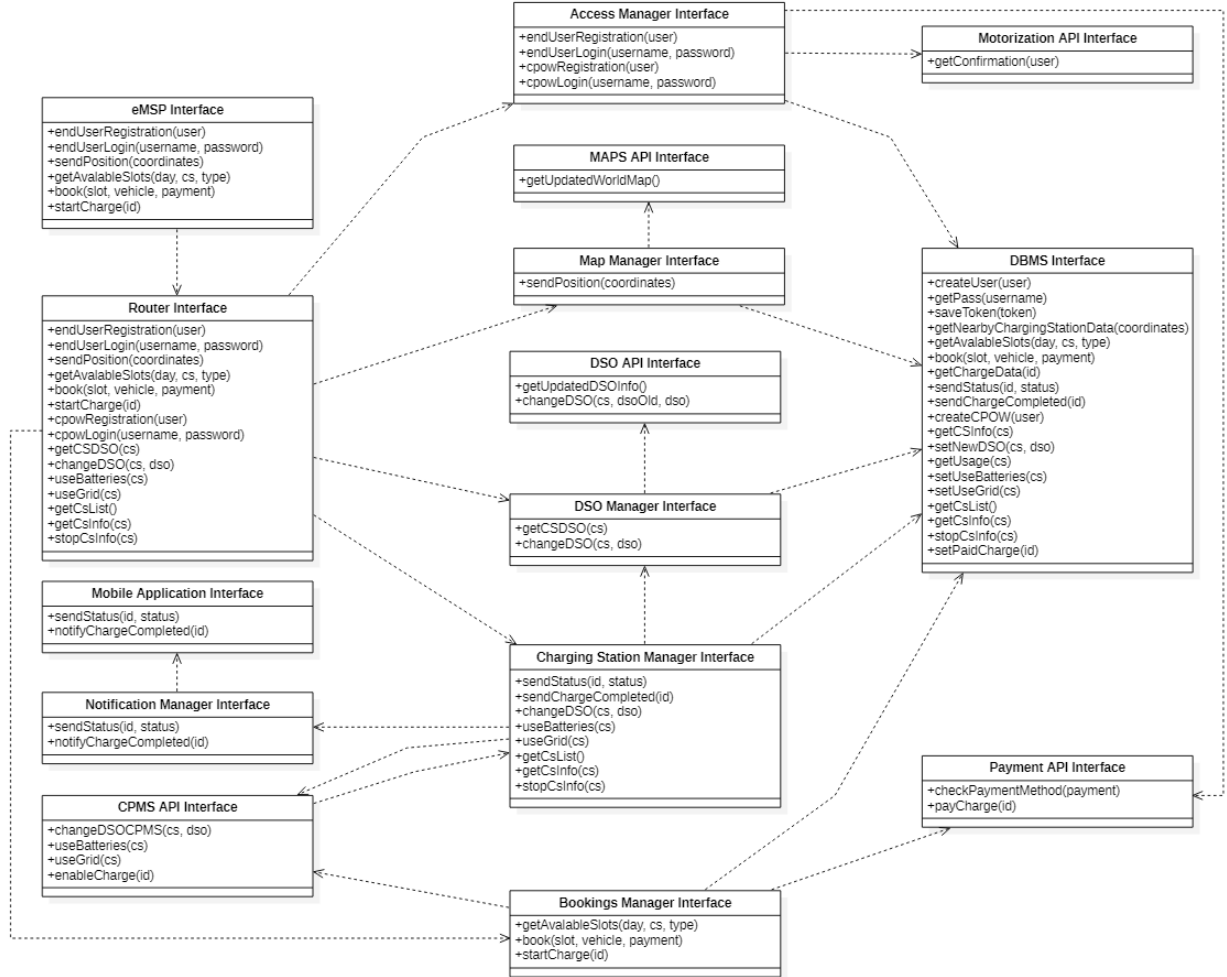 Access Manager Interface
+endUserRegistration(user)
+endUserLogin(username, password)
+cpowRegistration(user)
+cpowLogin(username, password)
Motorization API Interface
+getConfirmation(user)
eMSP Interface
+endUserRegistration(user)
+endUserLogin(username, password)
+sendPosition(coordinates)
+getAvalableSlots(day, cs, type)
+book(slot, vehicle, payment)
+startCharge(id)
MAPS API Interface
+getUpdatedWorldMap()
Map Manager Interface
+sendPosition(coordinates)
DBMS Interface
+createUser(user)
+getPass(username)
+saveToken(token)
+getNearbyChargingStationData(coordinates)
+getAvalableSlots(day, cs, type)
+book(slot, vehicle, payment)
+getChargeData(id)
+sendStatus(id, status)
+sendChargeCompleted(id)
+createCPOW(user)
+getCSInfo(cs)
+setNewDSO(cs, dso)
+getUsage(cs)
+setUseBatteries(cs)
+setUseGrid(cs)
+getCsList()
+getCsInfo(cs)
+stopCsInfo(cs)
+setPaidCharge(id)
Router Interface
+endUserRegistration(user)
+endUserLogin(username, password)
+sendPosition(coordinates)
+getAvalableSlots(day, cs, type)
+book(slot, vehicle, payment)
+startCharge(id)
+cpowRegistration(user)
+cpowLogin(username, password)
+getCSDSO(cs)
+changeDSO(cs, dso)
+useBatteries(cs)
+useGrid(cs)
+getCsList()
+getCsInfo(cs)
+stopCsInfo(cs)
DSO API Interface
+getUpdatedDSOInfo()
+changeDSO(cs, dsoOld, dso)
DSO Manager Interface
+getCSDSO(cs)
+changeDSO(cs, dso)
Mobile Application Interface
+sendStatus(id, status)
+notifyChargeCompleted(id)
Charging Station Manager Interface
+sendStatus(id, status)
+sendChargeCompleted(id)
+changeDSO(cs, dso)
+useBatteries(cs)
+useGrid(cs)
+getCsList()
+getCsInfo(cs)
+stopCsInfo(cs)
Notification Manager Interface
+sendStatus(id, status)
+notifyChargeCompleted(id)
Payment API Interface
+checkPaymentMethod(payment)
+payCharge(id)
CPMS API Interface
+changeDSOCPMS(cs, dso)
+useBatteries(cs)
+useGrid(cs)
+enableCharge(id)
Bookings Manager Interface
+getAvalableSlots(day, cs, type)
+book(slot, vehicle, payment)
+startCharge(id)